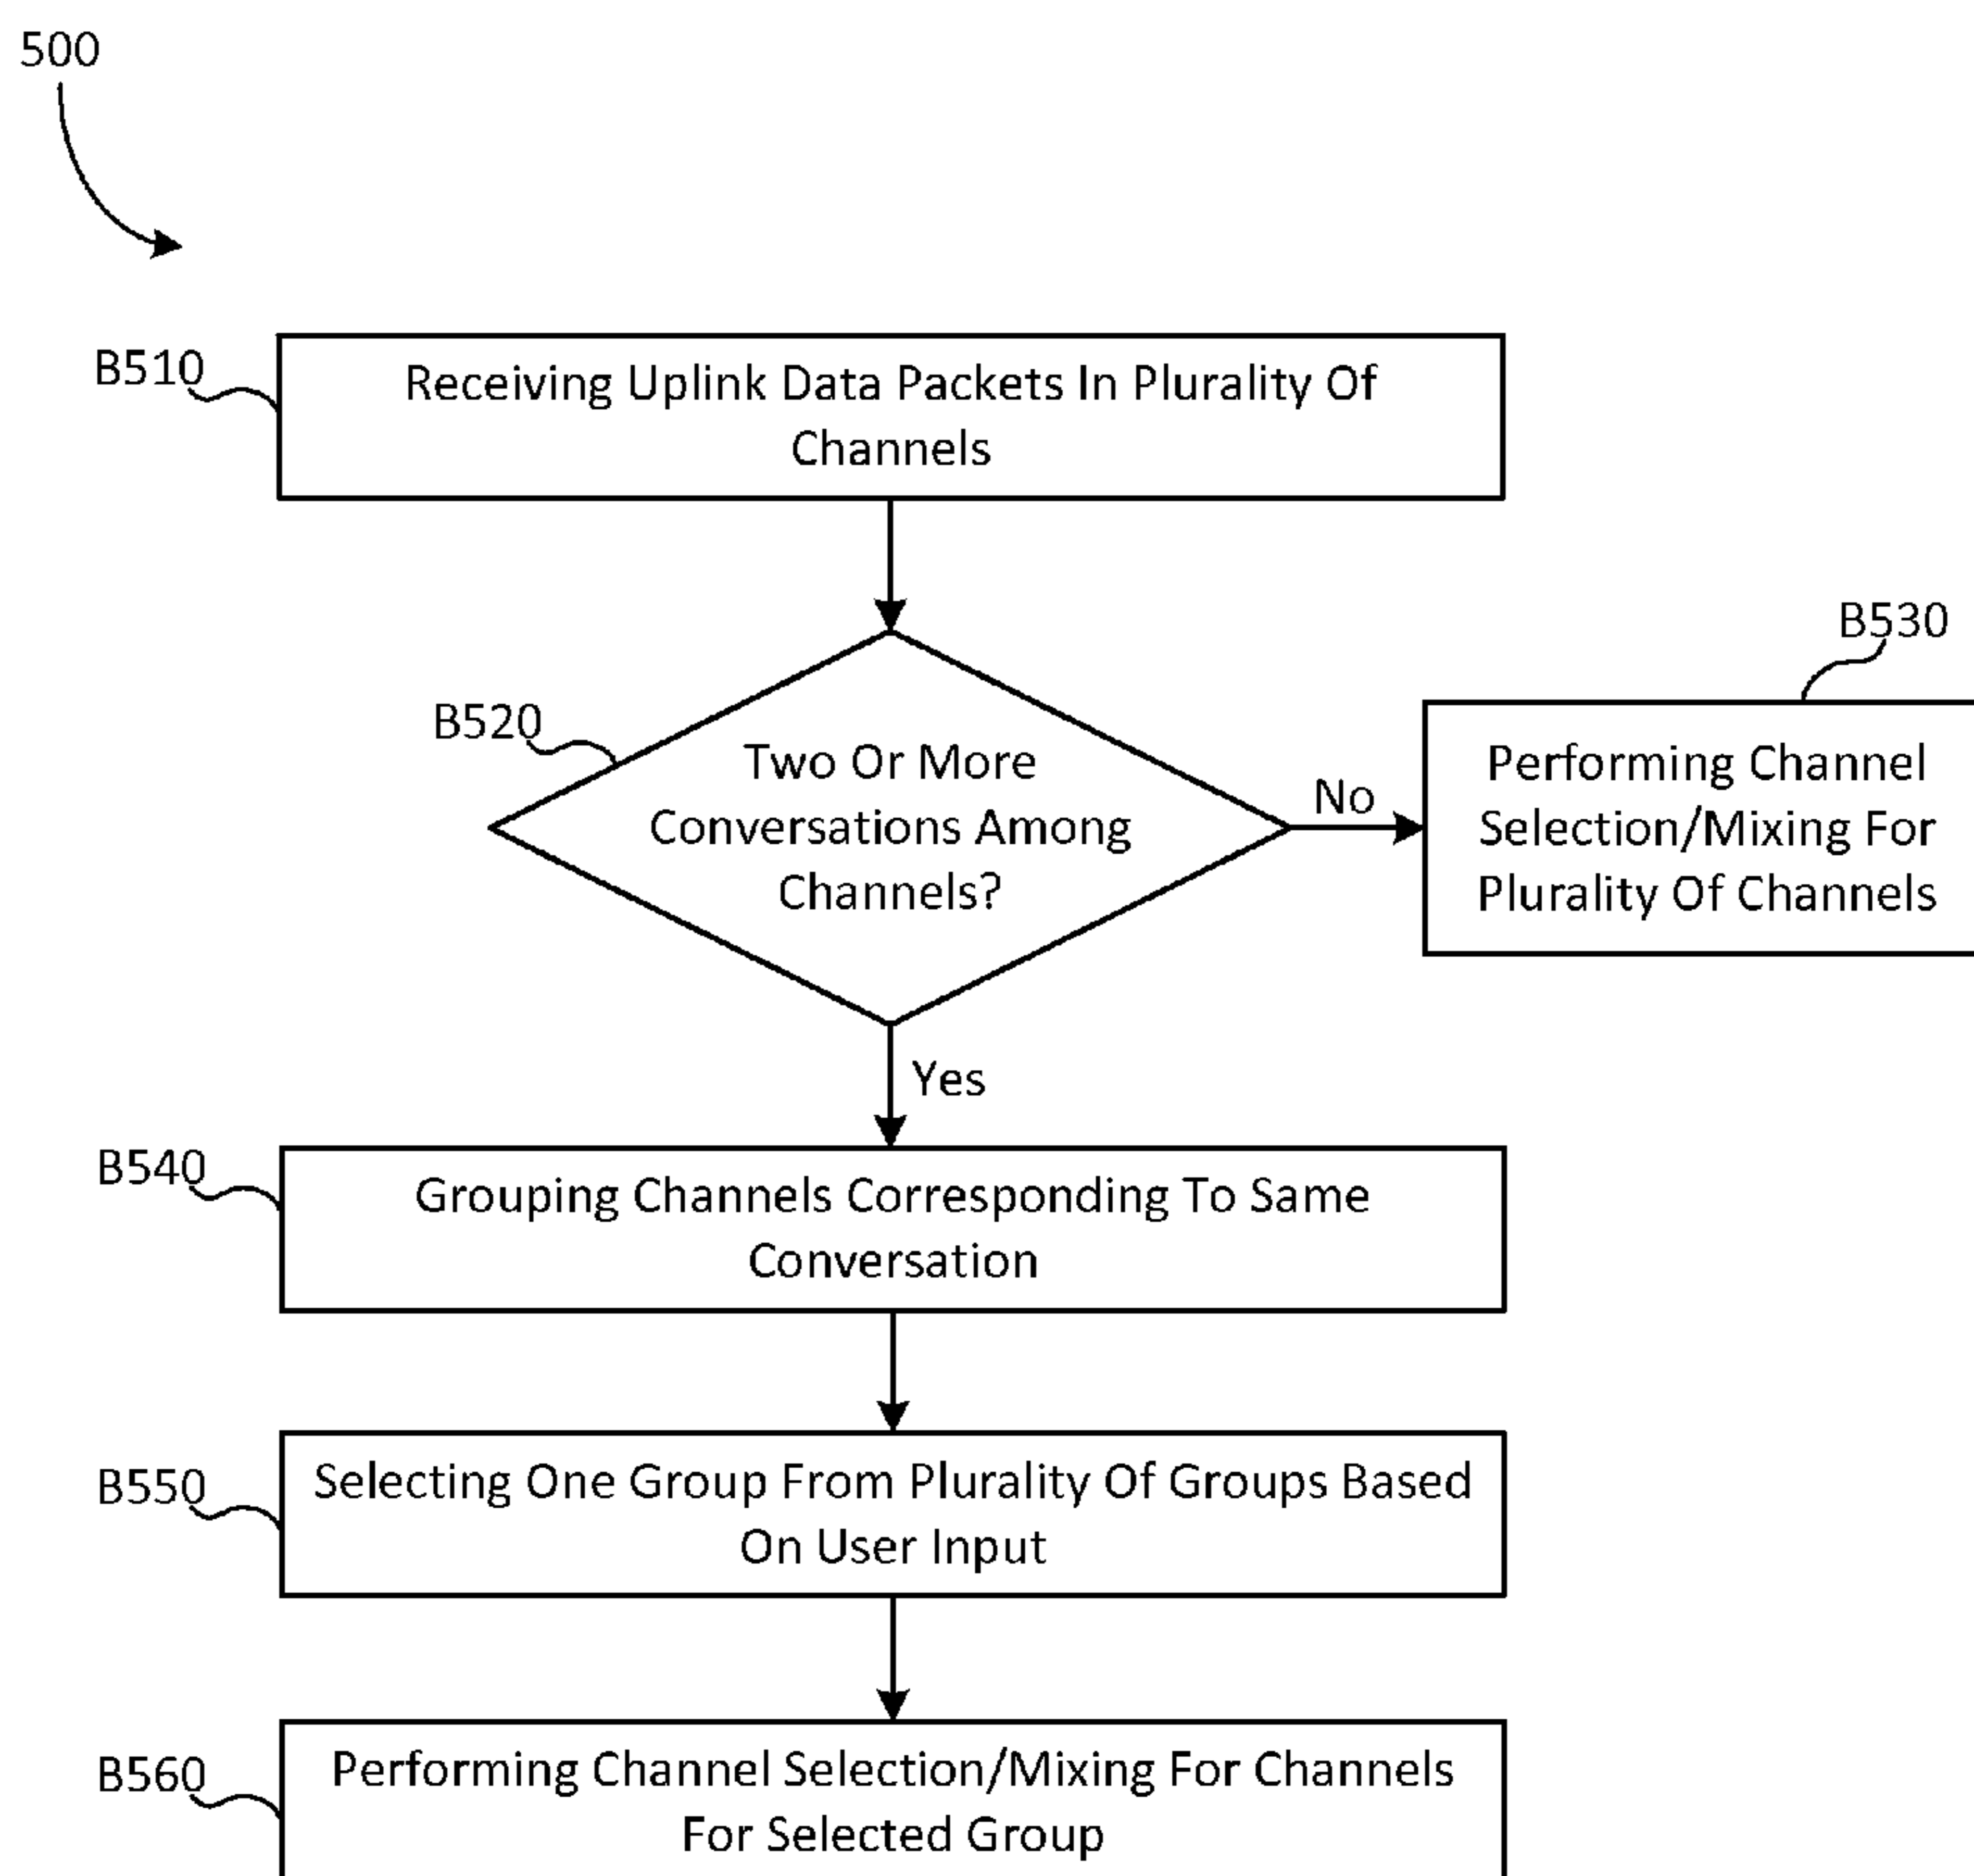 500
B510
Receiving Uplink Data Packets In Plurality Of
Channels
B520
Two Or More
Conversations Among
Channels?
No
B530
Performing Channel
Selection/Mixing For
Plurality Of Channels
Yes
B540
Grouping Channels Corresponding To Same
Conversation
B550
Selecting One Group From Plurality Of Groups Based
On User Input
B560
Performing Channel Selection/Mixing For Channels
For Selected Group